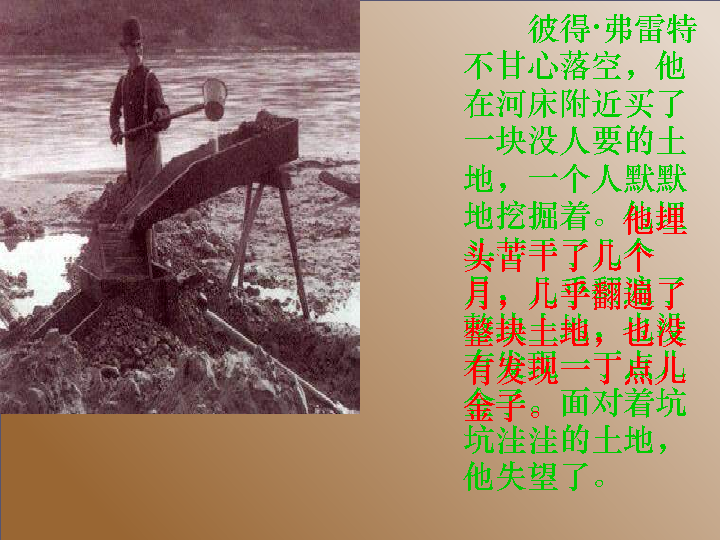 彼得·弗雷特
不甘心落空，他
在河床附近买了
一块没人要的土
地，一个人默默
地挖掘着。他埋
头苦干了几个
月，几乎翻遍了
整块土地，也没
有发现一丁点儿
金子。面对着坑
坑洼洼的土地，
他失望了。